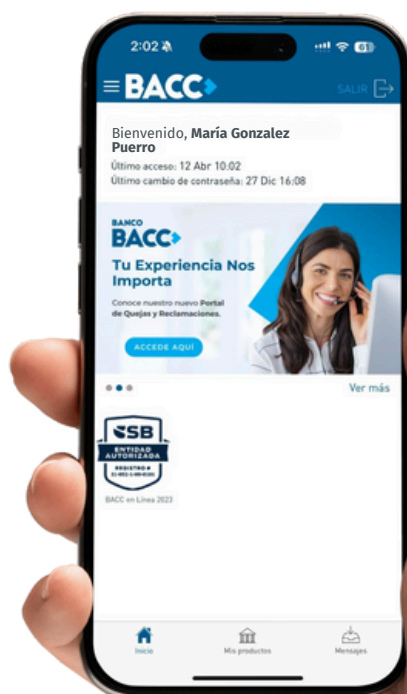 2:02
61
BACC
SALIR
Bienvenido, María Gonzalez
Puerro
Último acceso: 12 Abr 10:02
Último cambio de contraseña: 27 Dic 16:08
BANCO
BACC
Tu Experiencia Nos
Importa
Conoce nuestro nuevo Portal
de Quejas y Reclamaciones.
ACCEDE AQUÍ
Ver más
SB
ENTIDAD
AUTORIZADA
REGISTRO #
BACC en Línea 2023
Inicio
Mis productos
Mensajes